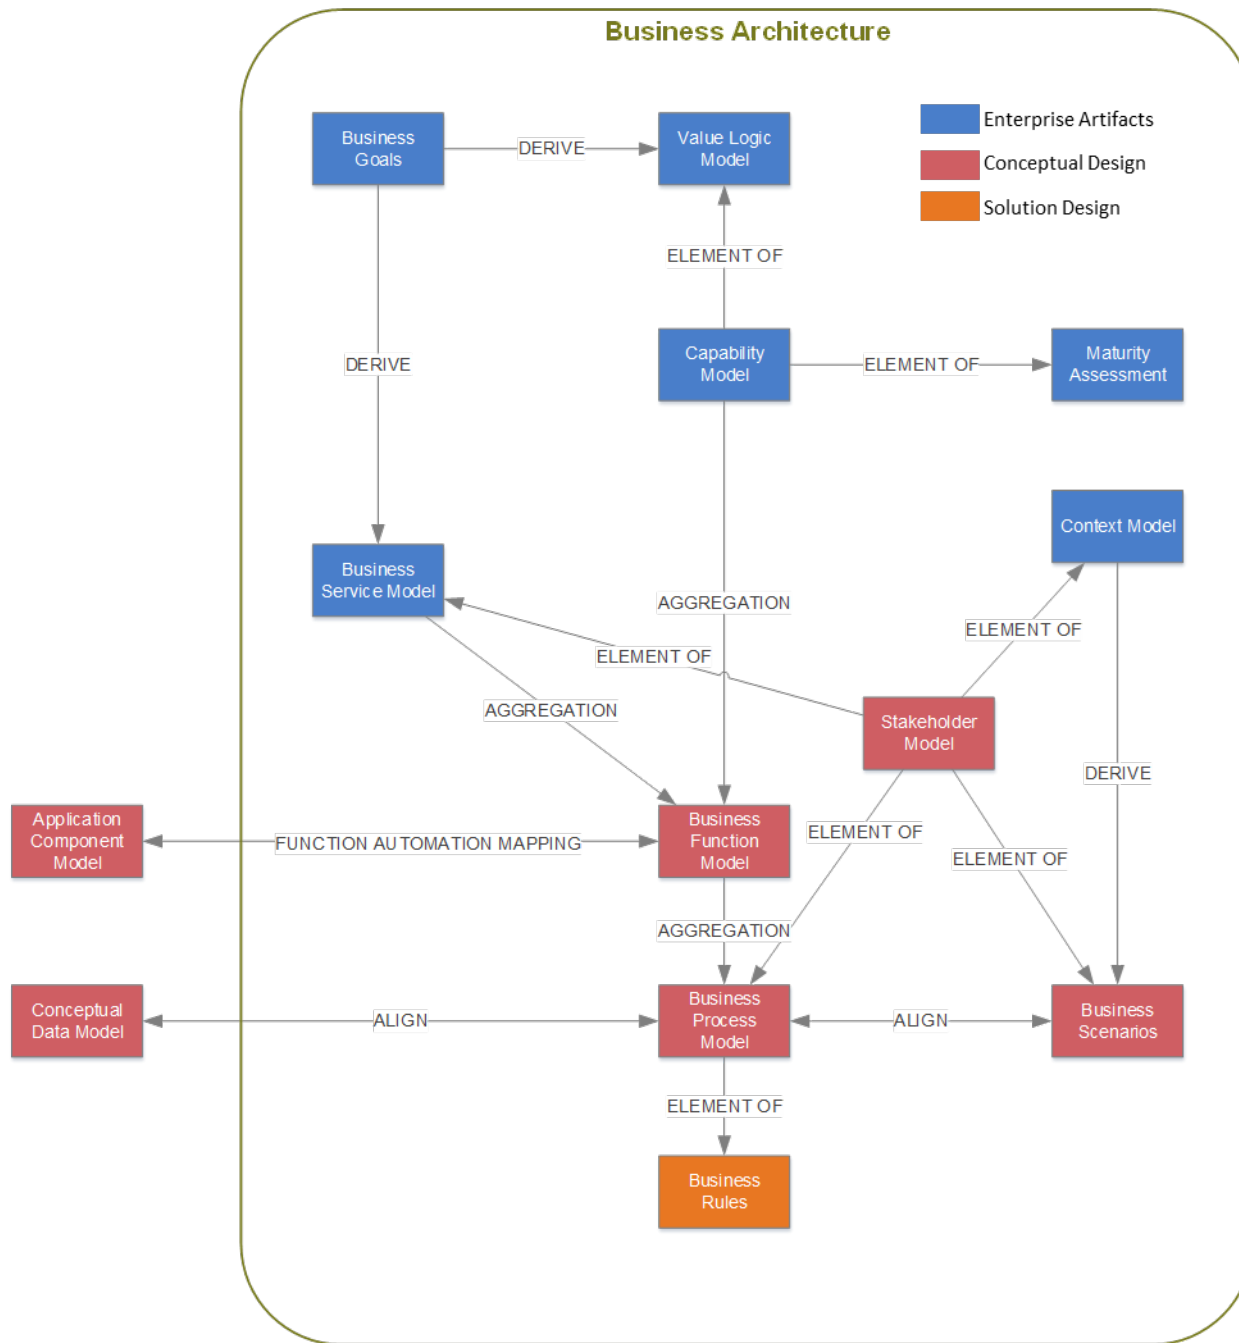 Business Architecture
Business
Goals
DERIVE
Value Logic
Model
Enterprise Artifacts
Conceptual Design
Solution Design
ELEMENT OF
DERIVE
Capability
Model
ELEMENT OF
Maturity
Assessment
Context Model
Business
Service Model
AGGREGATION
ELEMENT OF
ELEMENT OF
AGGREGATION
Stakeholder
Model
DERIVE
Application
Component
Model
FUNCTION AUTOMATION MAPPING
Business
Function
Model
ELEMENT OF
ELEMENT OF
AGGREGATION
Conceptual
Data Model
ALIGN
Business
Process
Model
ALIGN
Business
Scenarios
ELEMENT OF
Business
Rules